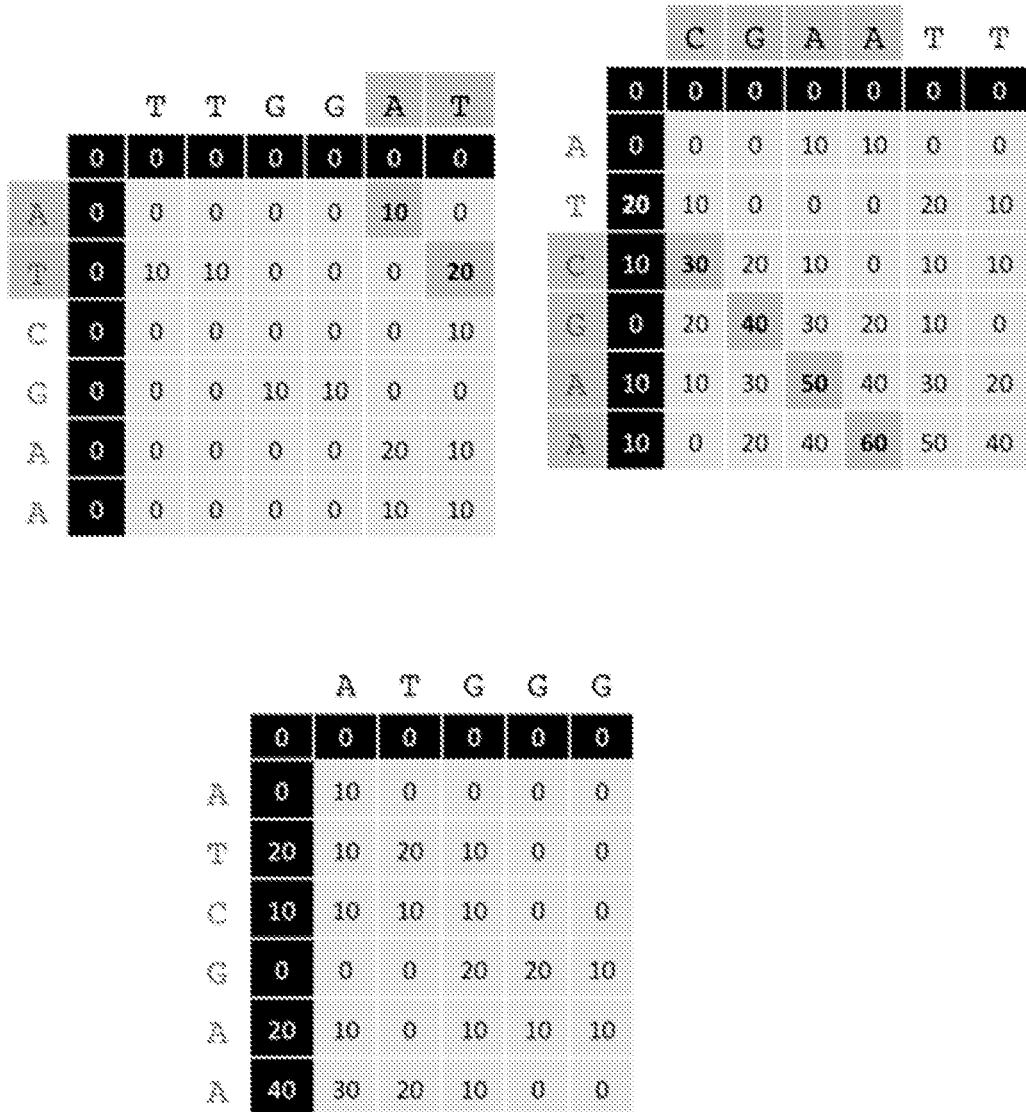 T T G G A T
0 0 0 0 0 0 0
A 0 0 0 0 0 10 0
T 0 10 10 0 0 0 20
C 0 0 0 0 0 0 10
G 0 0 0 10 10 0 0
A 0 0 0 0 0 20 10
A 0 0 0 0 0 10 10
C G A A T T
0 0 0 0 0 0 0
A 0 0 0 10 10 0 0
T 20 10 0 0 0 20 10
C 10 30 20 10 0 10 10
G 0 20 40 30 20 10 0
A 10 10 30 50 40 30 20
A 10 0 20 40 60 50 40
A T G G G
0 0 0 0 0 0
A 0 10 0 0 0 0
T 20 10 20 10 0 0
C 10 10 10 10 0 0
G 0 0 0 20 20 10
A 20 10 0 10 10 10
A 40 30 20 10 0 0